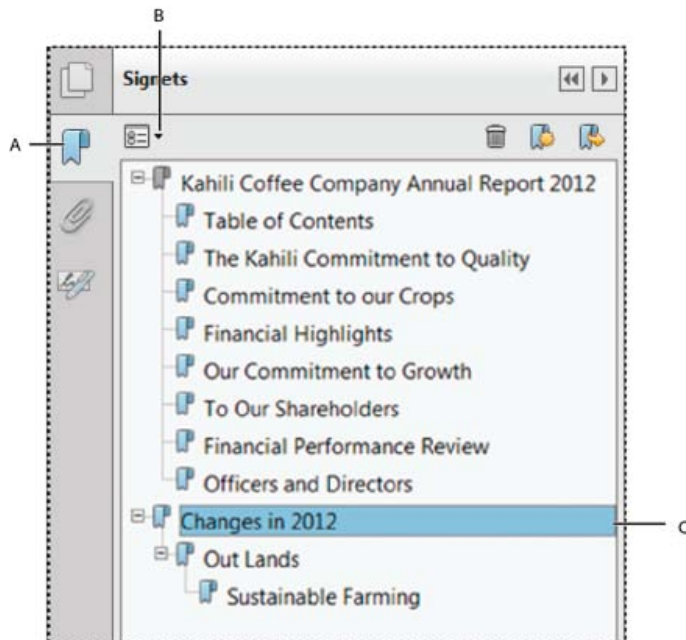 B
Signets
A
Kahili Coffee Company Annual Report 2012
Table of Contents
The Kahili Commitment to Quality
Commitment to our Crops
Financial Highlights
Our Commitment to Growth
To Our Shareholders
Financial Performance Review
Officers and Directors
Changes in 2012
C
Out Lands
Sustainable Farming